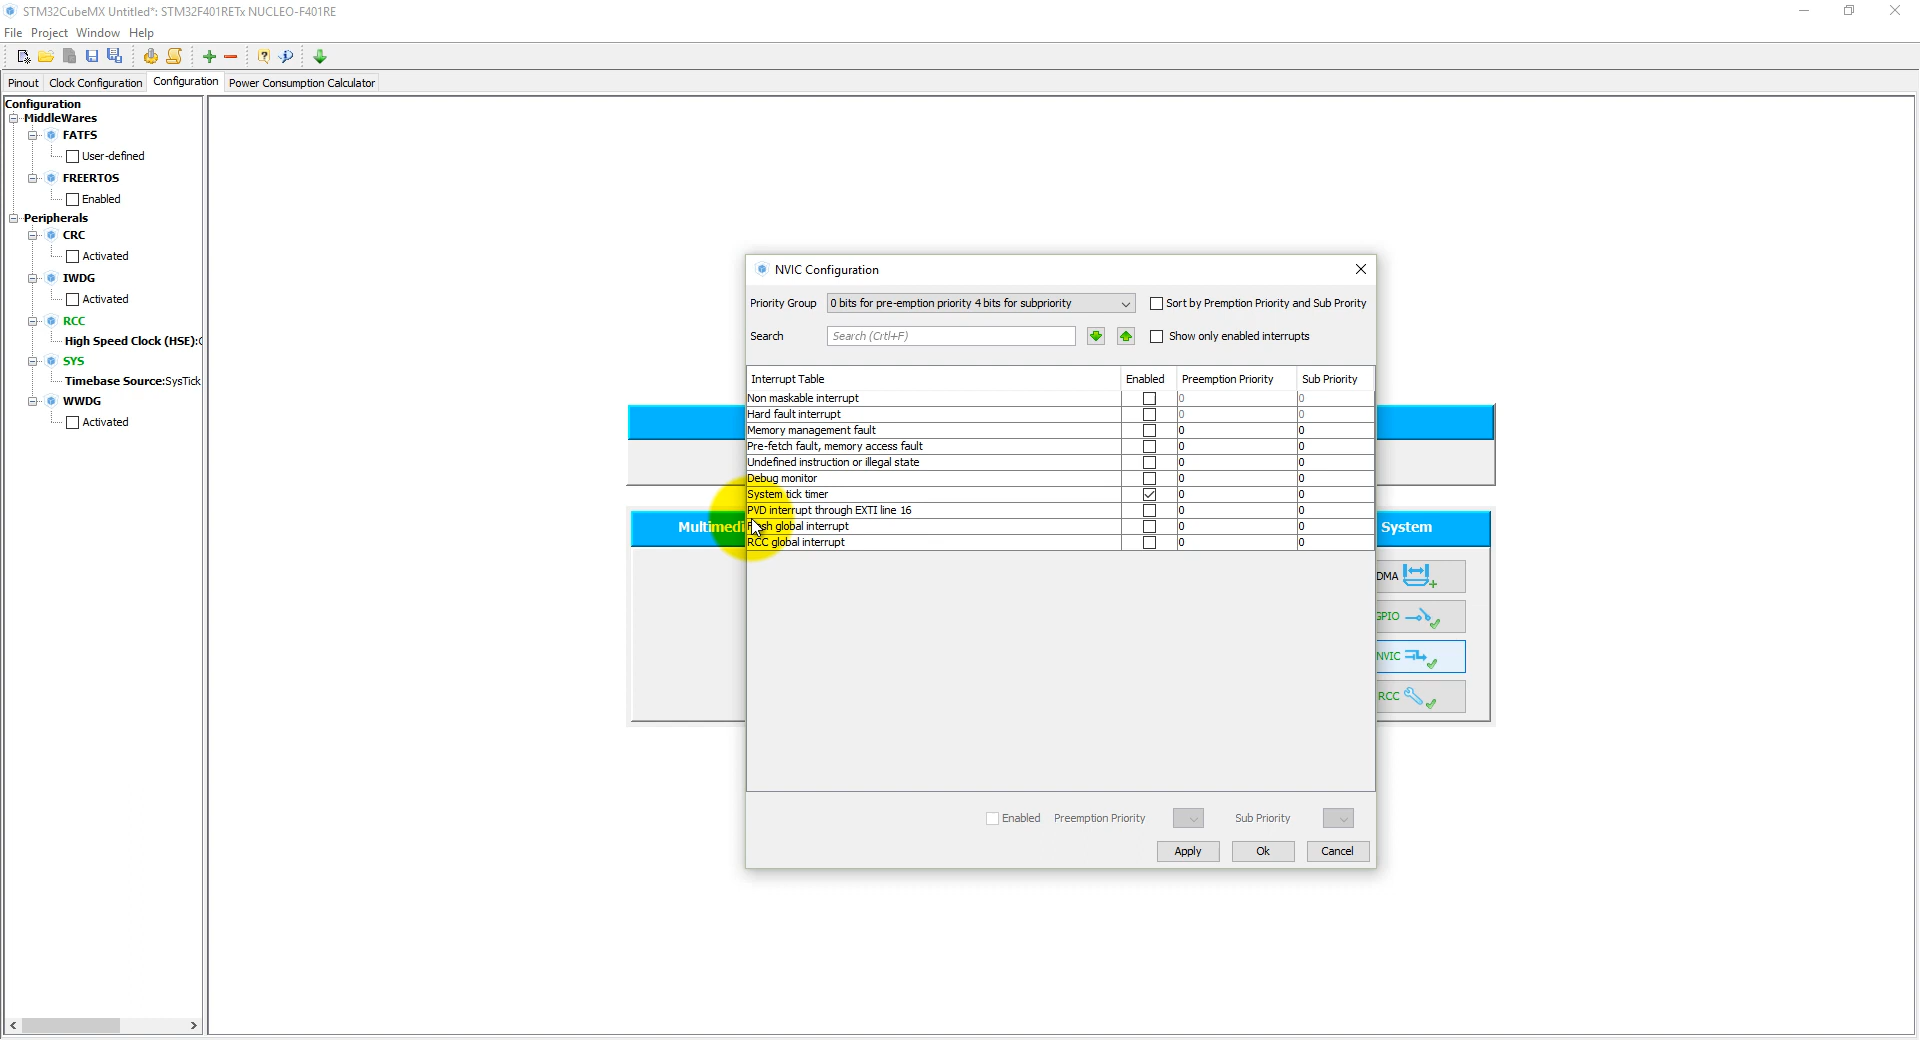 STM32CubeMX Untitled*: STM32F401RETx NUCLEO-F401RE
File Project Window Help
Pinout Clock Configuration Configuration Power Consumption Calculator
Configuration
MiddleWares
FATFS
User-defined
FREERTOS
Enabled
Peripherals
CRC
Activated
IWDG
Activated
RCC
High Speed Clock (HSE):
SYS
Timebase Source:SysTick
WWDG
Activated
NVIC Configuration
Priority Group 0 bits for pre-emption priority 4 bits for subpriority Sort by Premption Priority and Sub Prority
Search Search (Crtl+F) Show only enabled interrupts
Interrupt Table Enabled Preemption Priority Sub Priority
Non maskable interrupt 0 0
Hard fault interrupt 0 0
Memory management fault 0 0
Pre-fetch fault, memory access fault 0 0
Undefined instruction or illegal state 0 0
Debug monitor 0 0
System tick timer 0 0
PVD interrupt through EXTI line 16 0 0
global interrupt 0 0
RCC global interrupt 0 0
Enabled Preemption Priority Sub Priority
Apply Ok Cancel
Multimedi
System
DMA
GPIO
NVIC
RCC